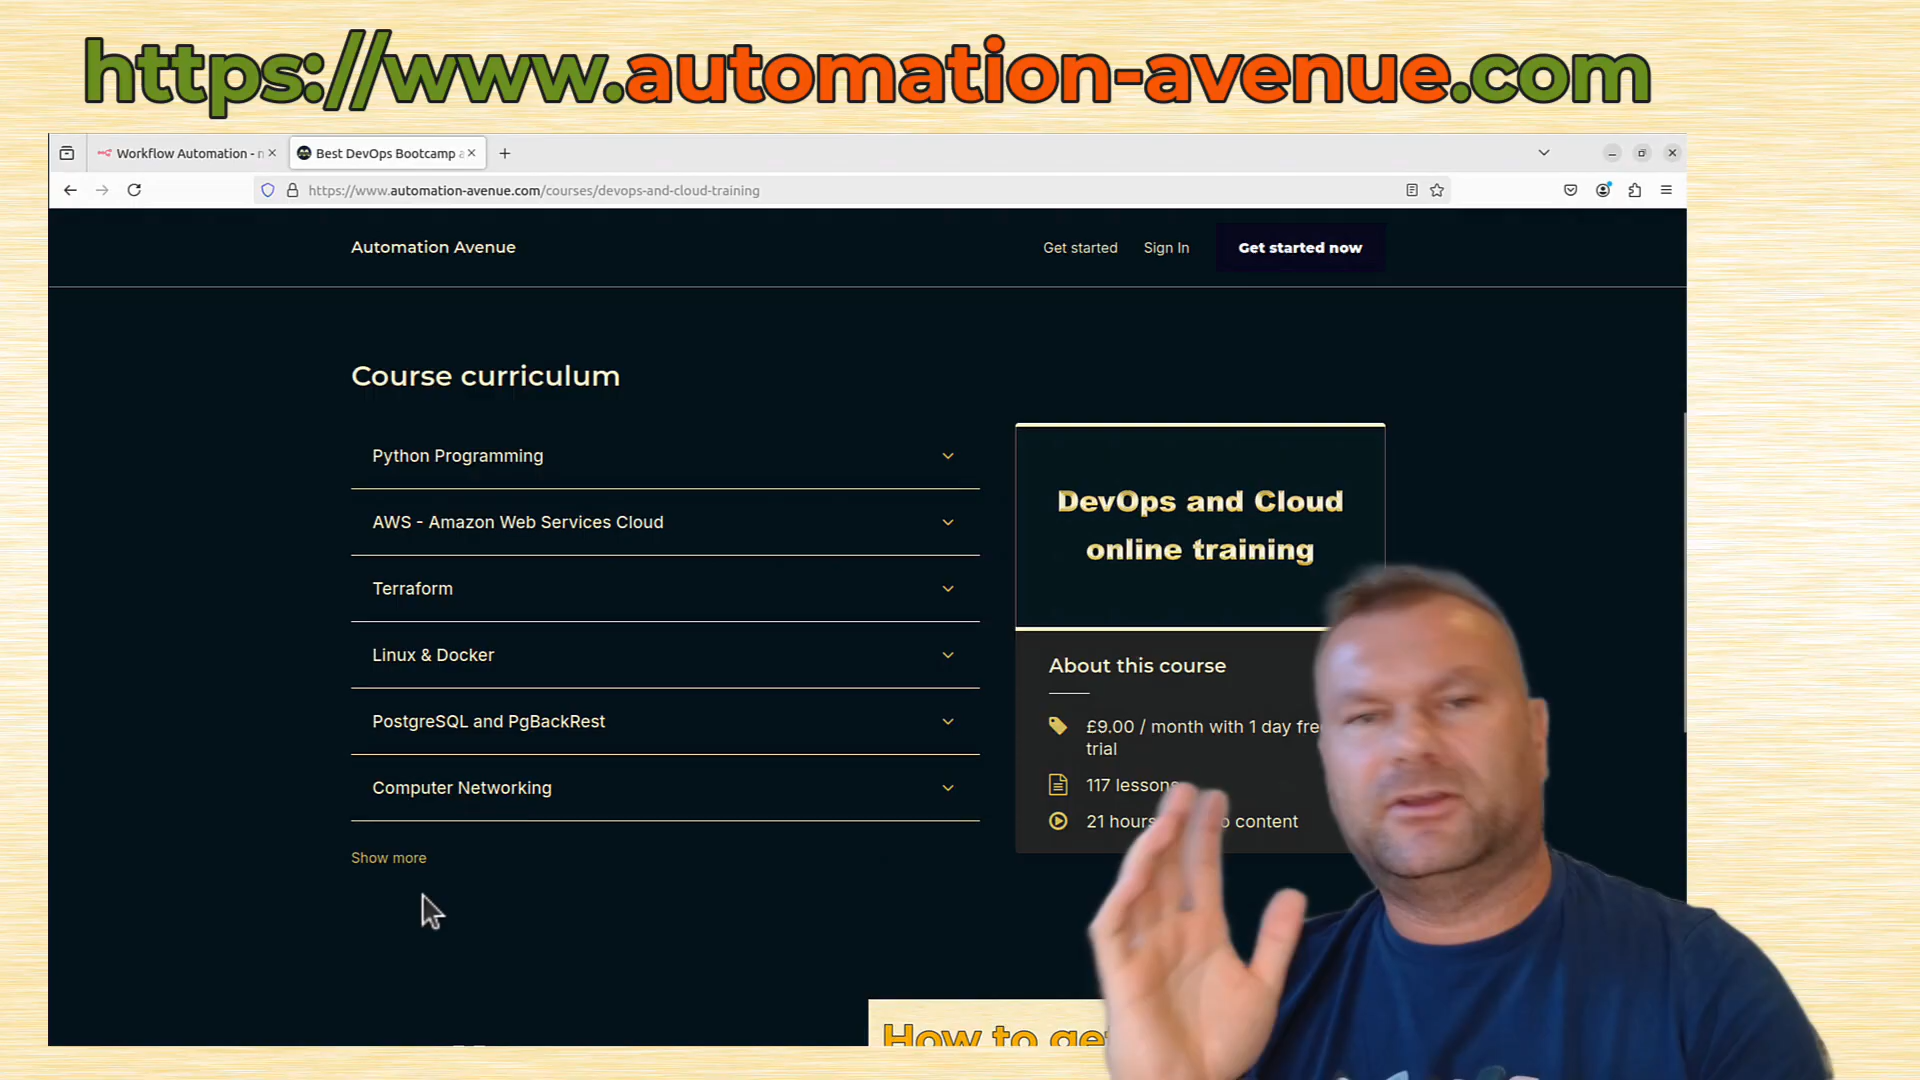 https://www.automation-avenue.com
Workflow Automation - n
Best DevOps Bootcamp a
https://www.automation-avenue.com/courses/devops-and-cloud-training
Automation Avenue
Get started
Sign In
Get started now
Course curriculum
Python Programming
AWS - Amazon Web Services Cloud
Terraform
Linux & Docker
PostgreSQL and PgBackRest
Computer Networking
Show more
DevOps and Cloud
online training
About this course
£9.00 / month with 1 day fre
trial
117 lessons
21 hours content
How to ge